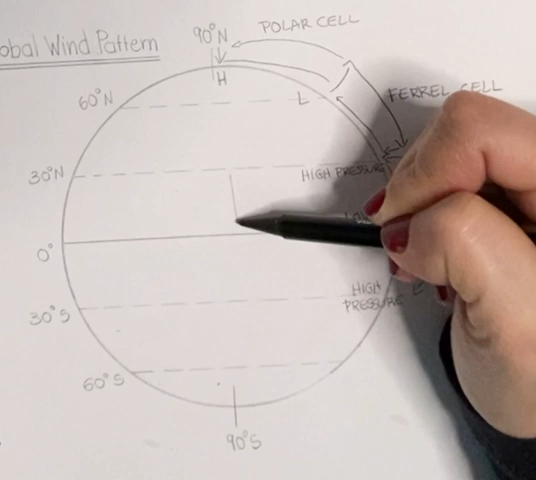 obal Wind Pattern
90°N
POLAR CELL
H
60°N
L
FERREL CELL
30°N
HIGH PRESSURE
0°
HIGH
PRESSURE
30°S
60°S
90°S